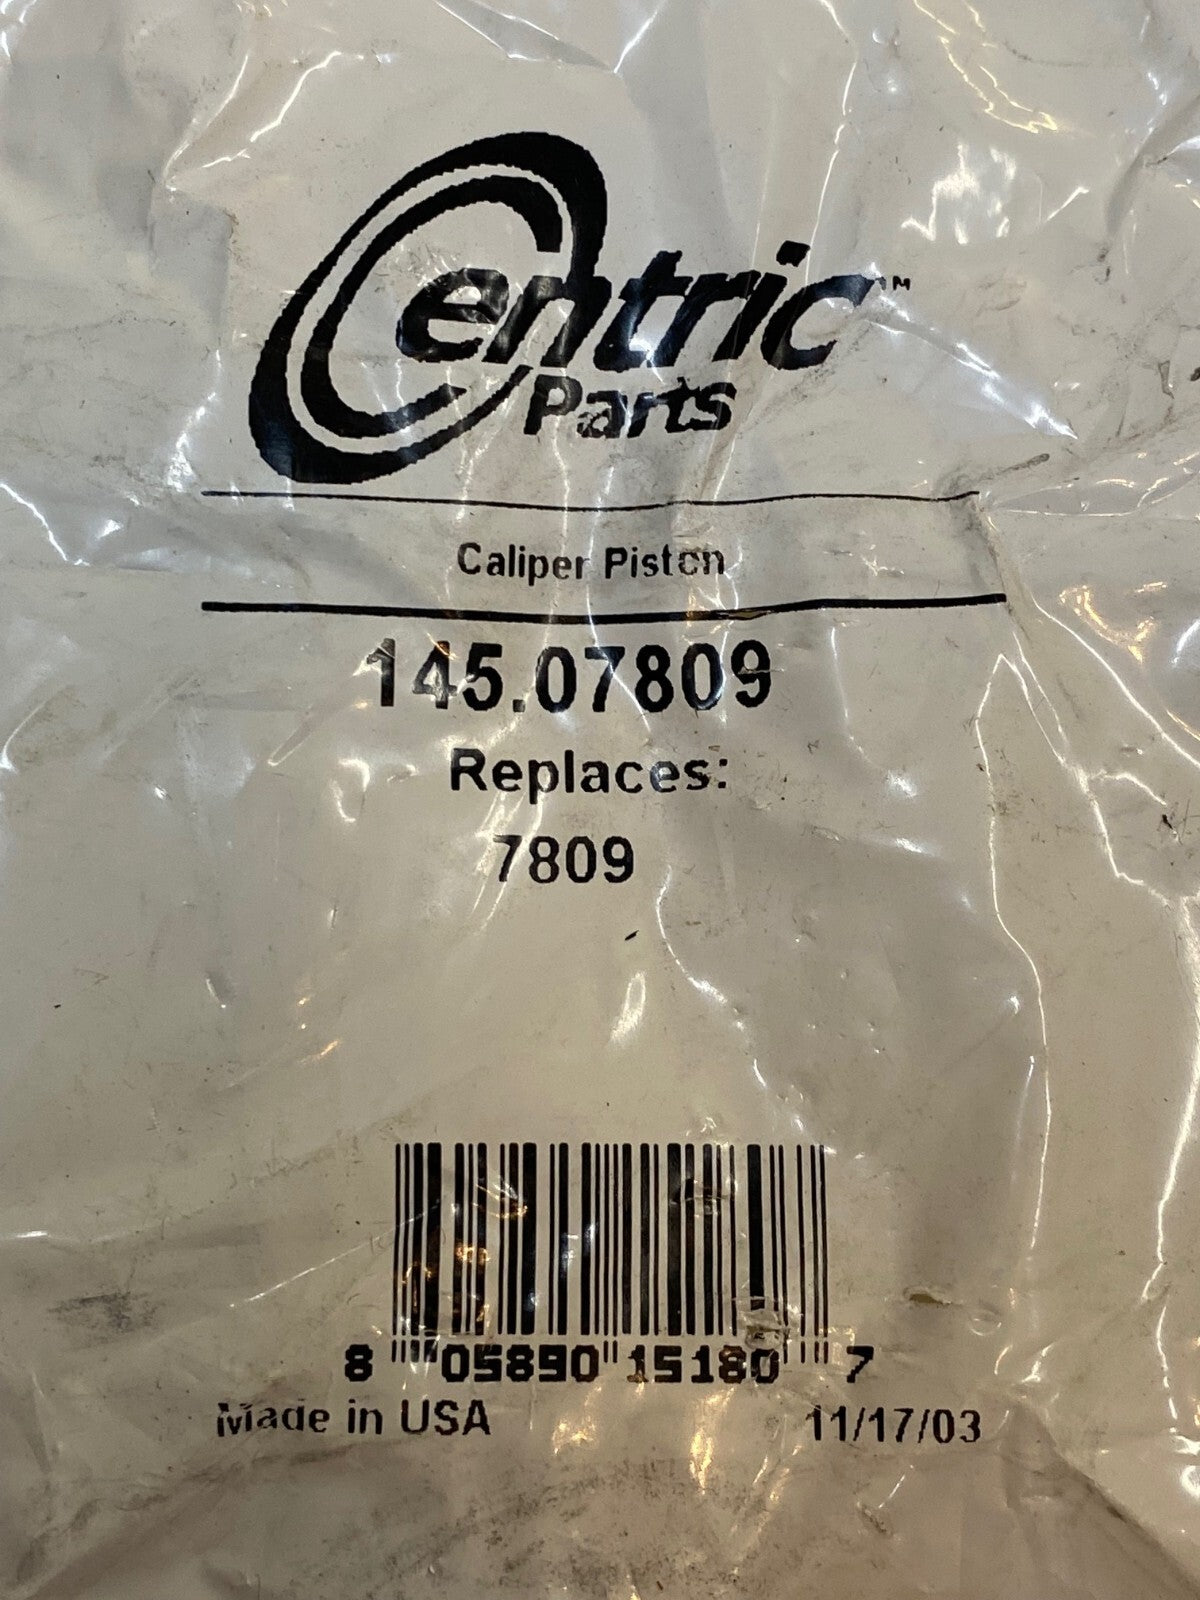 Centric™
Parts
Caliper Piston
145.07809
Replaces:
7809
8 05890 15180 7
Made in USA 11/17/03